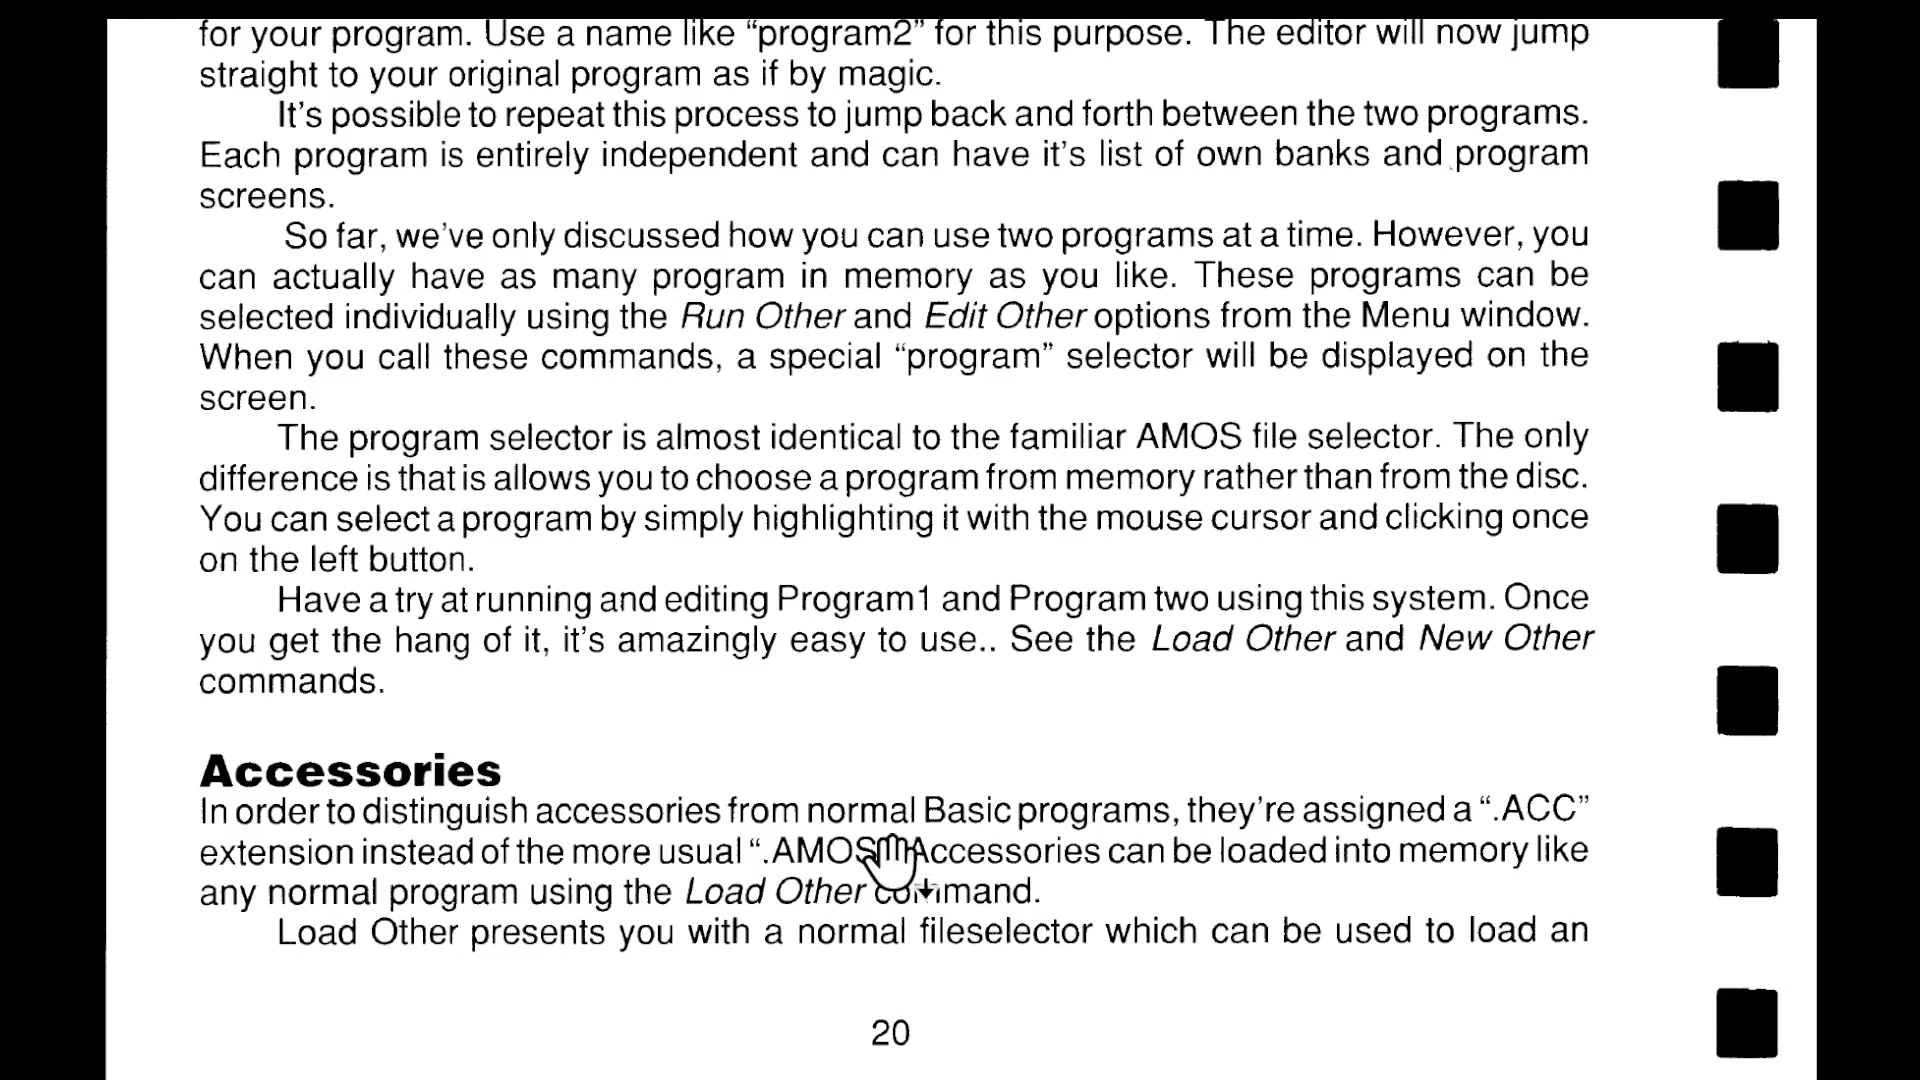 for your program. Use a name like “program2” for this purpose. The editor will now jump
straight to your original program as if by magic.
It's possible to repeat this process to jump back and forth between the two programs.
Each program is entirely independent and can have it's list of own banks and program
screens.
So far, we've only discussed how you can use two programs at a time. However, you
can actually have as many program in memory as you like. These programs can be
selected individually using the Run Other and Edit Other options from the Menu window.
When you call these commands, a special “program” selector will be displayed on the
screen.
The program selector is almost identical to the familiar AMOS file selector. The only
difference is that is allows you to choose a program from memory rather than from the disc.
You can select a program by simply highlighting it with the mouse cursor and clicking once
on the left button.
Have a try at running and editing Program1 and Program two using this system. Once
you get the hang of it, it's amazingly easy to use.. See the Load Other and New Other
commands.
Accessories
In order to distinguish accessories from normal Basic programs, they're assigned a “.ACC”
extension instead of the more usual “.AMOS Accessories can be loaded into memory like
any normal program using the Load Other command.
Load Other presents you with a normal fileselector which can be used to load an
20